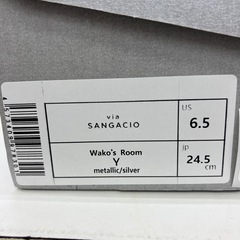 via
SANGACIO
US
6.5
Wako's Room
Y
metallic/silver
jp
24.5
cm